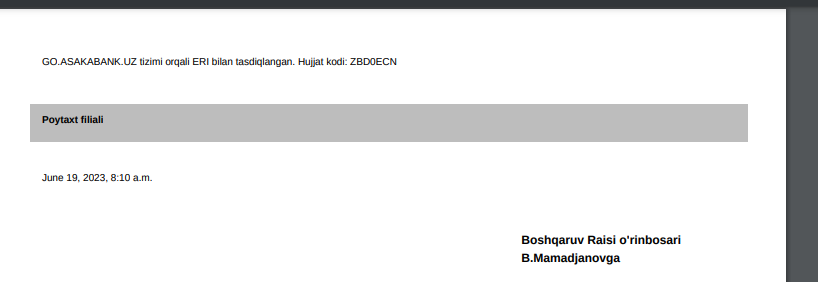 GO.ASAKABANK.UZ tizimi orqali ERI bilan tasdiqlangan. Hujjat kodi: ZBD0ECN
Poytaxt filiali
June 19, 2023, 8:10 a.m.
Boshqaruv Raisi o'rinbosari
B.Mamadjanovga